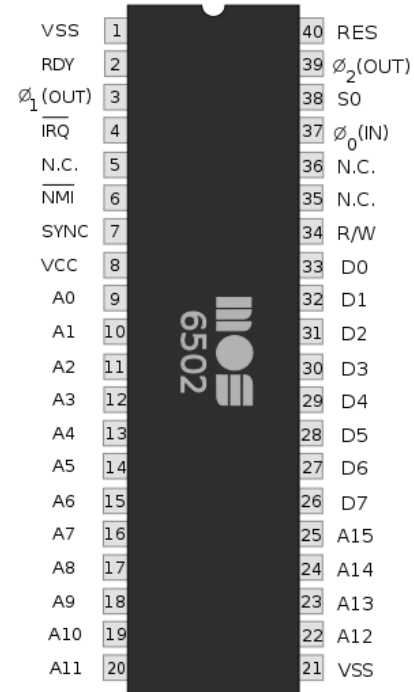 VSS 1 40 RES
RDY 2 39 Ø2(OUT)
Ø1(OUT) 3 38 S0
I̅R̅Q̅ 4 37 Ø0(IN)
N.C. 5 36 N.C.
N̅M̅I̅ 6 35 N.C.
SYNC 7 34 R/W
VCC 8 33 D0
A0 9 32 D1
A1 10 31 D2
A2 11 30 D3
A3 12 29 D4
A4 13 28 D5
A5 14 27 D6
A6 15 26 D7
A7 16 25 A15
A8 17 24 A14
A9 18 23 A13
A10 19 22 A12
A11 20 21 VSS
MOS
6502